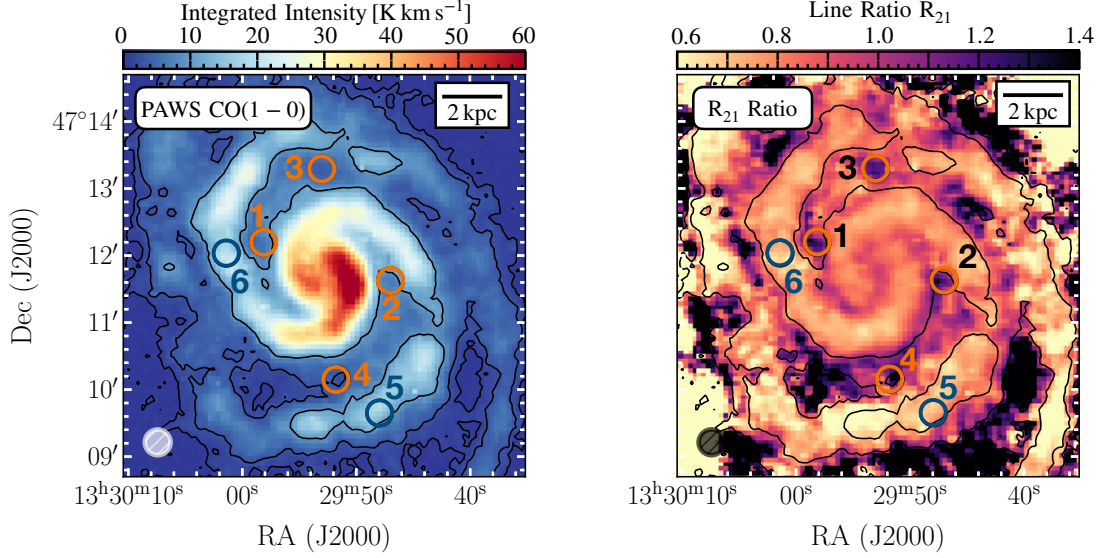 Integrated Intensity [K km s⁻¹]
0 10 20 30 40 50 60
PAWS CO(1 − 0)
2 kpc
47°14′
13′
12′
11′
10′
09′
3
1
6
2
4
5
13ʰ30ᵐ10ˢ 00ˢ 29ᵐ50ˢ 40ˢ
RA (J2000)
Dec (J2000)
Line Ratio R₂₁
0.6 0.8 1.0 1.2 1.4
R₂₁ Ratio
2 kpc
3
1
2
6
4
5
13ʰ30ᵐ10ˢ 00ˢ 29ᵐ50ˢ 40ˢ
RA (J2000)